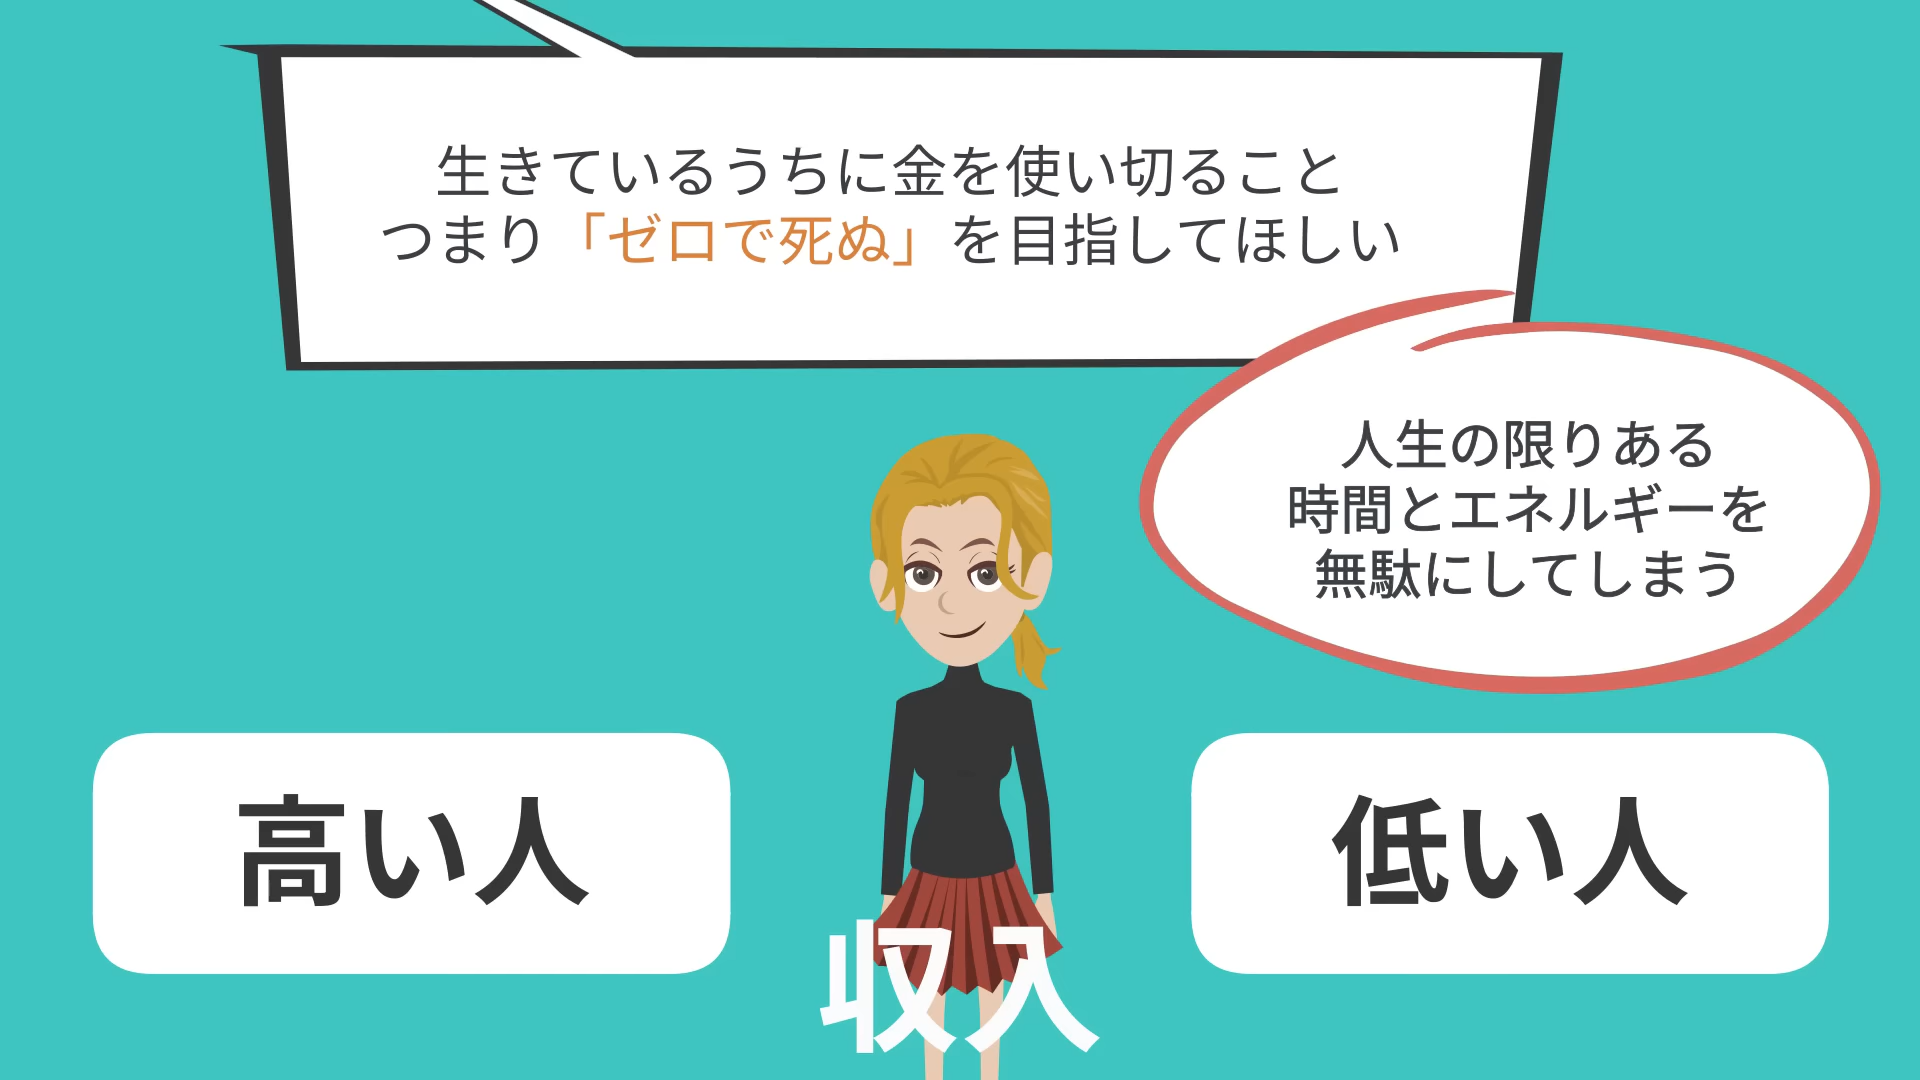 生きているうちに金を使い切ること
つまり「ゼロで死ぬ」を目指してほしい
人生の限りある
時間とエネルギーを
無駄にしてしまう
高い人
低い人
収入